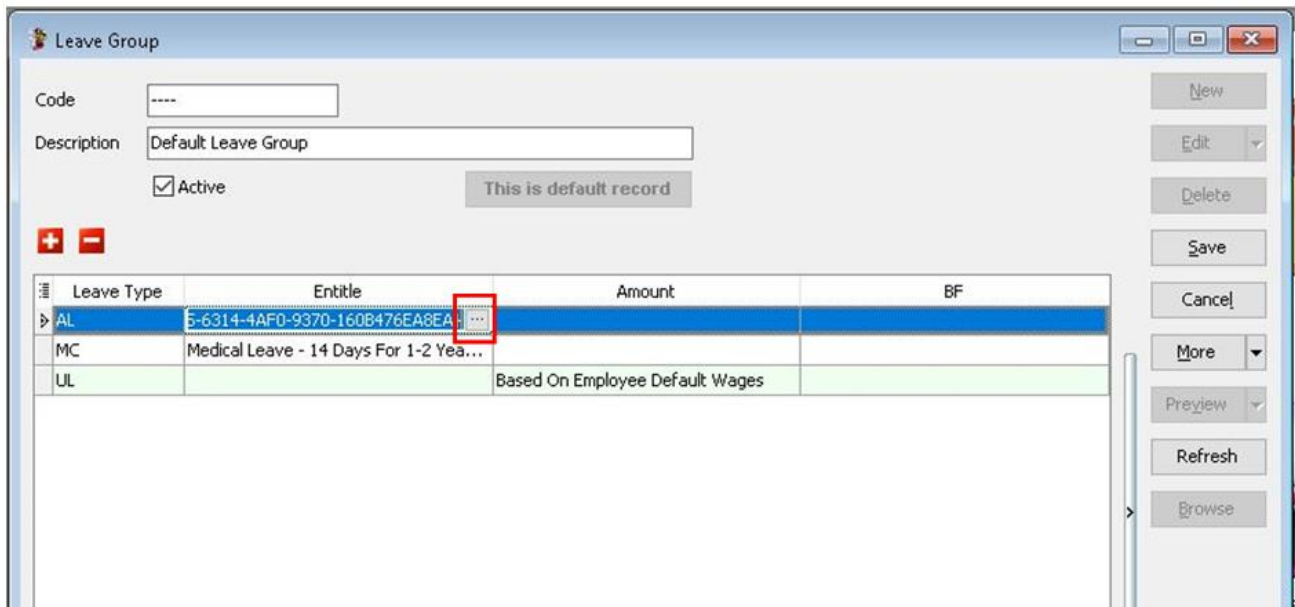 Leave Group
Code ---- New
Description Default Leave Group Edit
Active This is default record Delete
Save
Leave Type Entitle Amount BF Cancel
AL 5-6314-4AF0-9370-160B476EA8EA- ...
MC Medical Leave - 14 Days For 1-2 Yea... More
UL Based On Employee Default Wages
Preview
Refresh
Browse